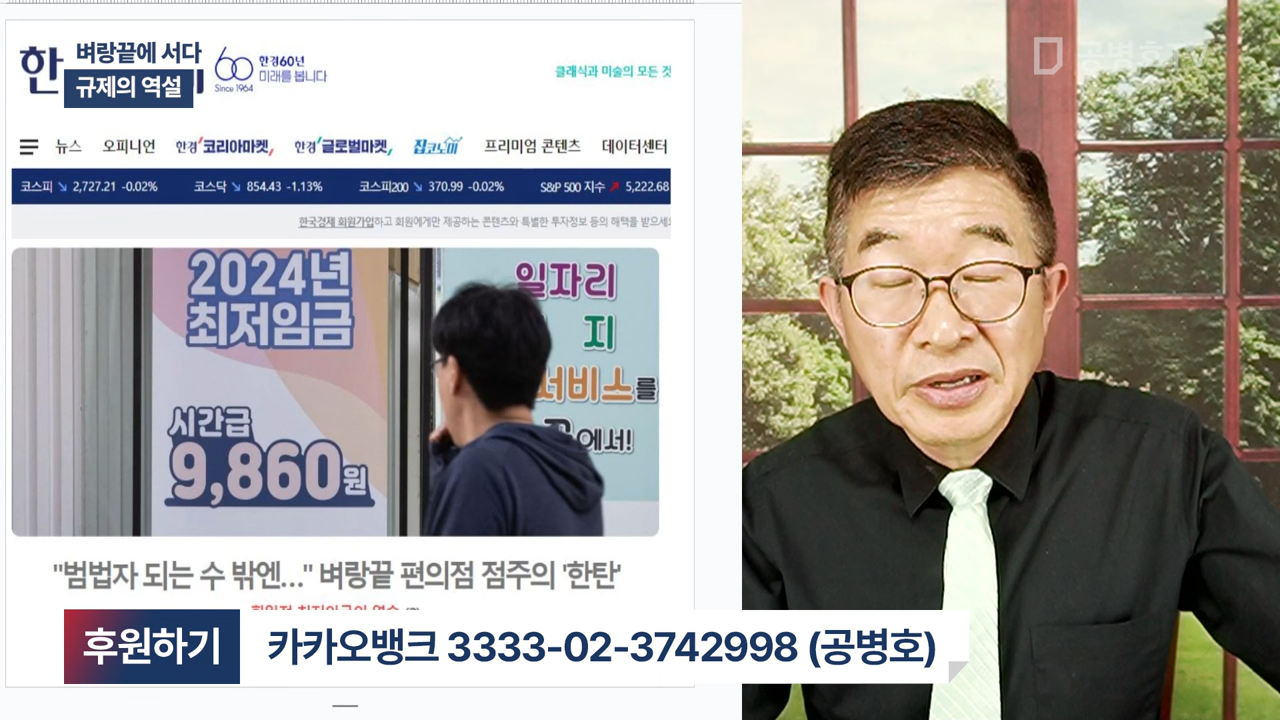 벼랑끝에 서다
규제의 역설
한
60
Since 1964
한경60년
미래를 봅니다
클래식과 미술의 모든 것
뉴스 오피니언 한경 코리아마켓 한경 글로벌마켓 집코노미 프리미엄 콘텐츠 데이터센터
코스피 2,727.21 -0.02% 코스닥 854.43 -1.13% 코스피200 370.99 -0.02% S&P 500 지수 5,222.68
한국경제 회원가입하고 회원에게만 제공하는 콘텐츠와 특별한 투자정보 등의 혜택을 받으세
2024년
최저임금
시간급
9,860원
일자리
지
서비스를
에서!
"범법자 되는 수 밖엔..." 벼랑끝 편의점 점주의 '한탄'
후원하기
카카오뱅크 3333-02-3742998 (공병호)
공병호TV